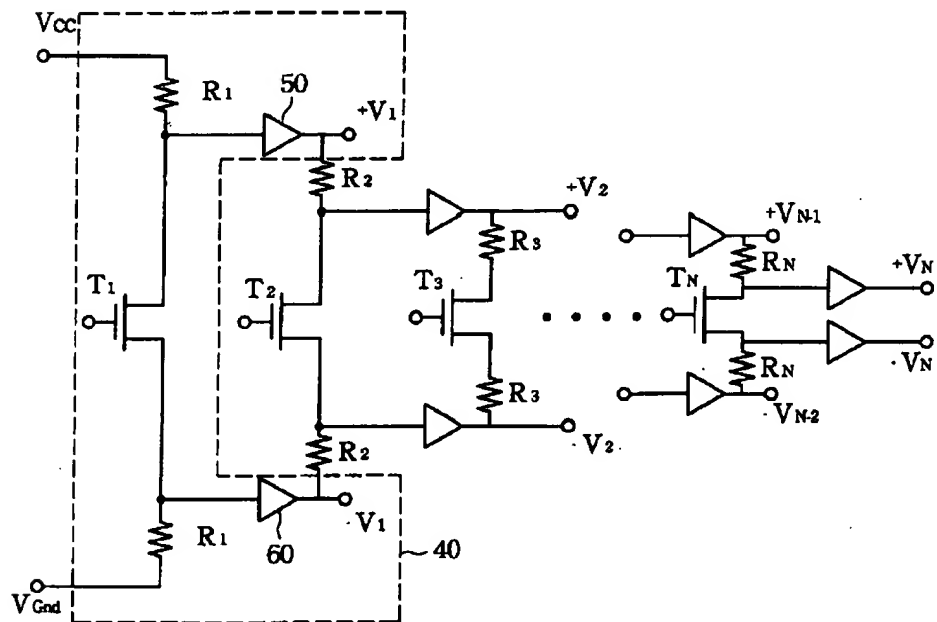 VCC
R1
50
+V1
R2
+V2
R3
+VN-1
RN
+VN
T1
T2
T3
TN
-VN
R3
RN
VN-2
R2
V2
R1
60
-V1
40
VGnd